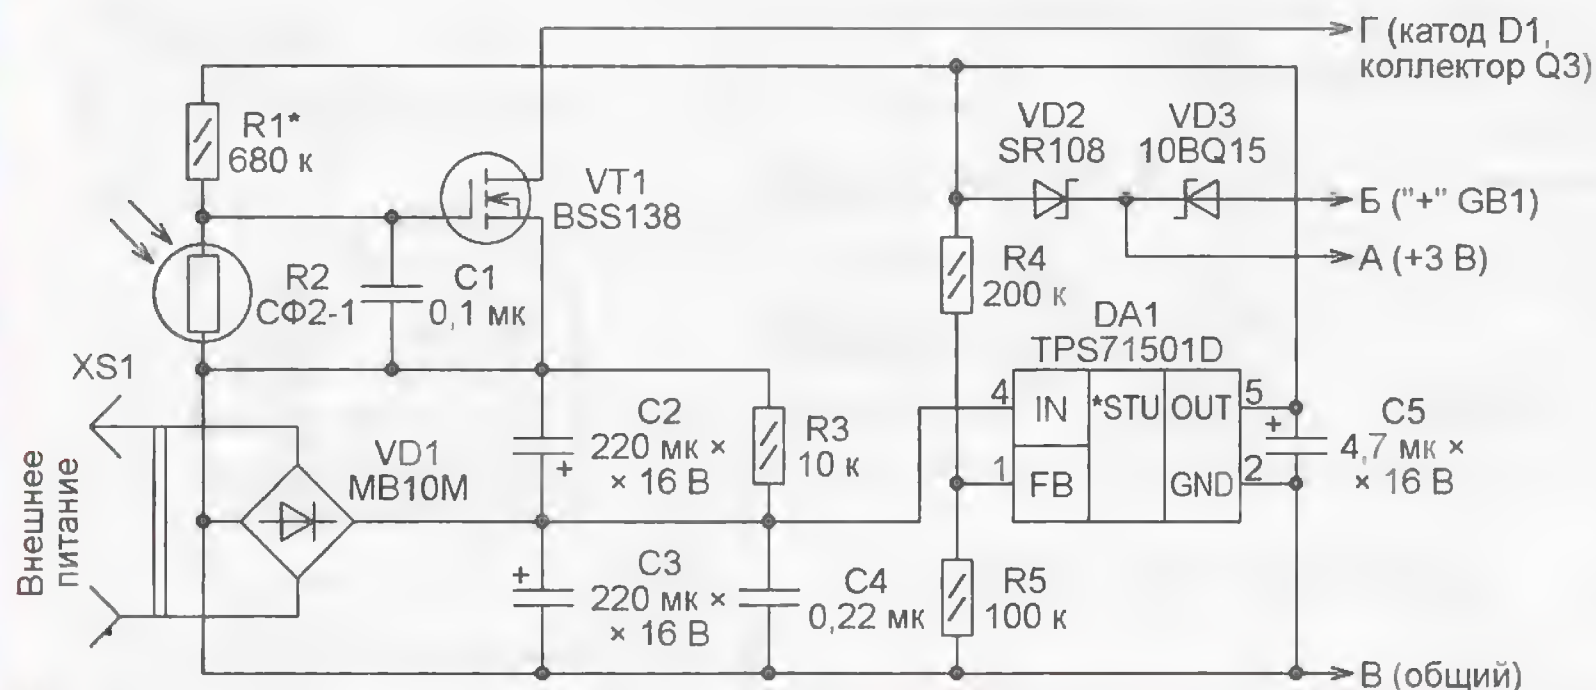 Г (катод D1,
коллектор Q3)
R1*
680 к
VT1
BSS138
VD2
SR108
VD3
10BQ15
Б ("+" GB1)
А (+3 В)
R2
СФ2-1
C1
0,1 мк
R4
200 к
DA1
TPS71501D
XS1
4
IN
*STU
OUT
5
1
FB
GND
2
+
C5
4,7 мк ×
× 16 В
C2
220 мк ×
× 16 В
+
R3
10 к
VD1
MB10M
Внешнее
питание
+
C3
220 мк ×
× 16 В
C4
0,22 мк
R5
100 к
В (общий)